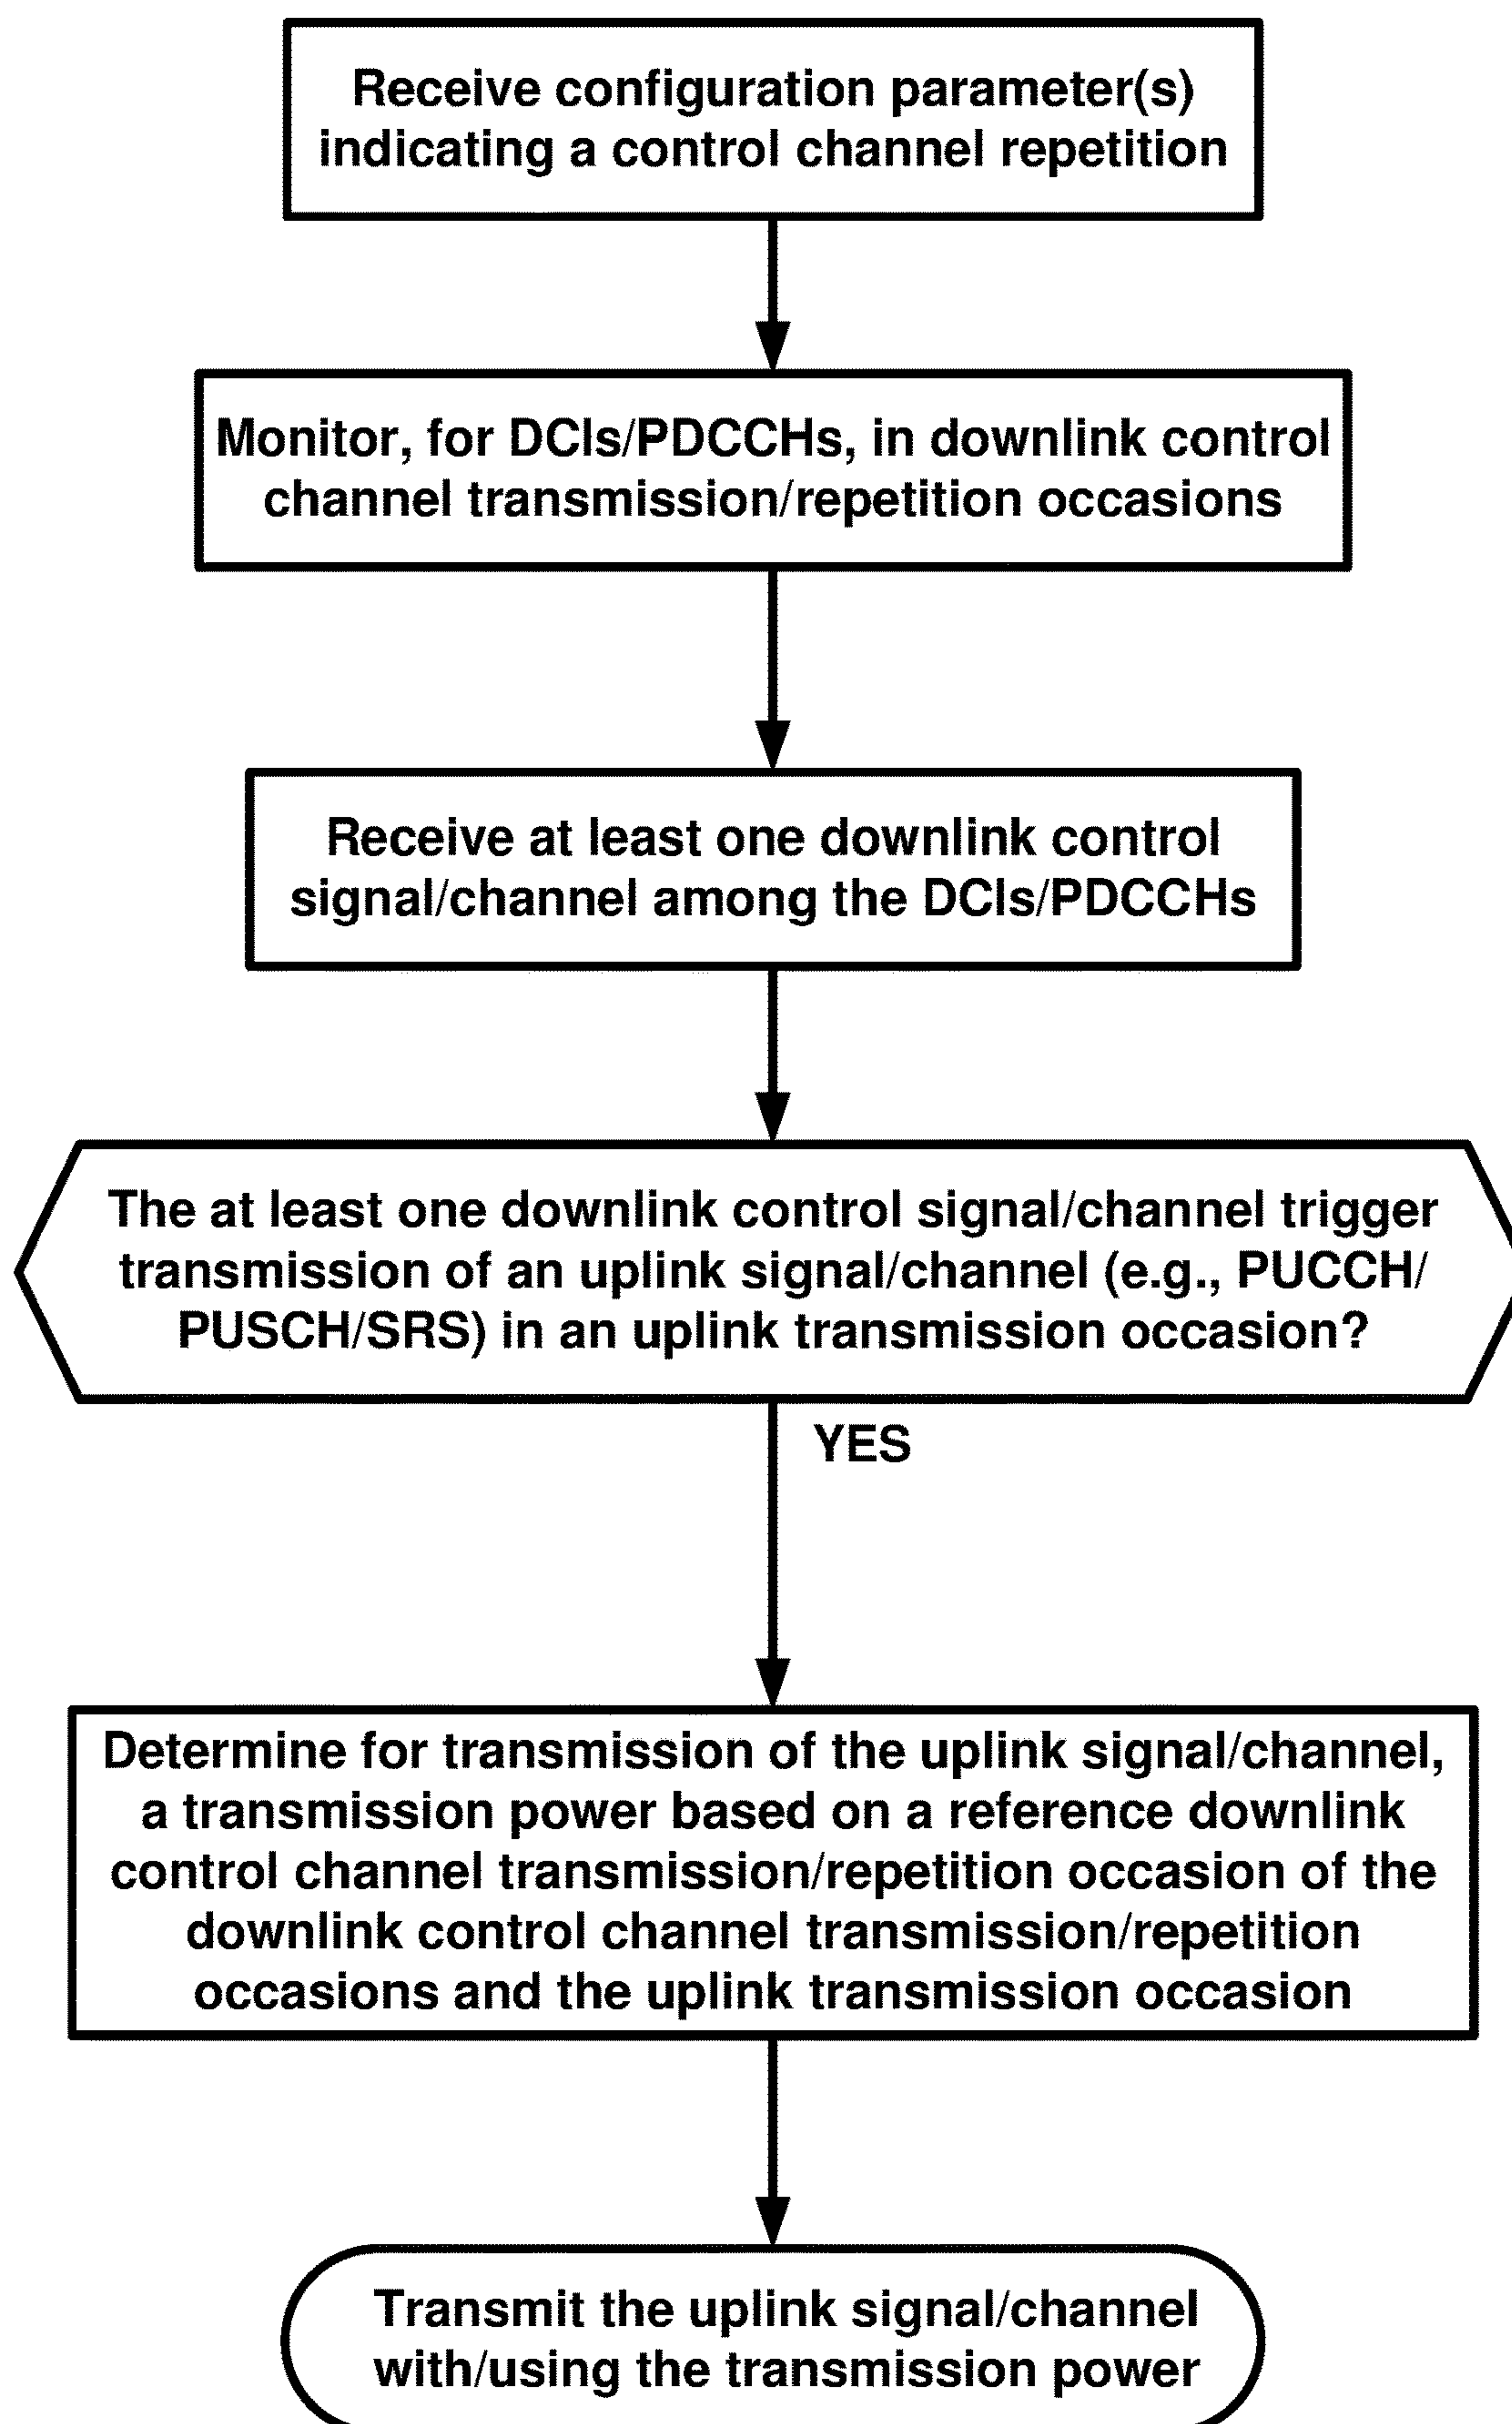 Receive configuration parameter(s)
indicating a control channel repetition
Monitor, for DCIs/PDCCHs, in downlink control
channel transmission/repetition occasions
Receive at least one downlink control
signal/channel among the DCIs/PDCCHs
The at least one downlink control signal/channel trigger
transmission of an uplink signal/channel (e.g., PUCCH/
PUSCH/SRS) in an uplink transmission occasion?
YES
Determine for transmission of the uplink signal/channel,
a transmission power based on a reference downlink
control channel transmission/repetition occasion of the
downlink control channel transmission/repetition
occasions and the uplink transmission occasion
Transmit the uplink signal/channel
with/using the transmission power